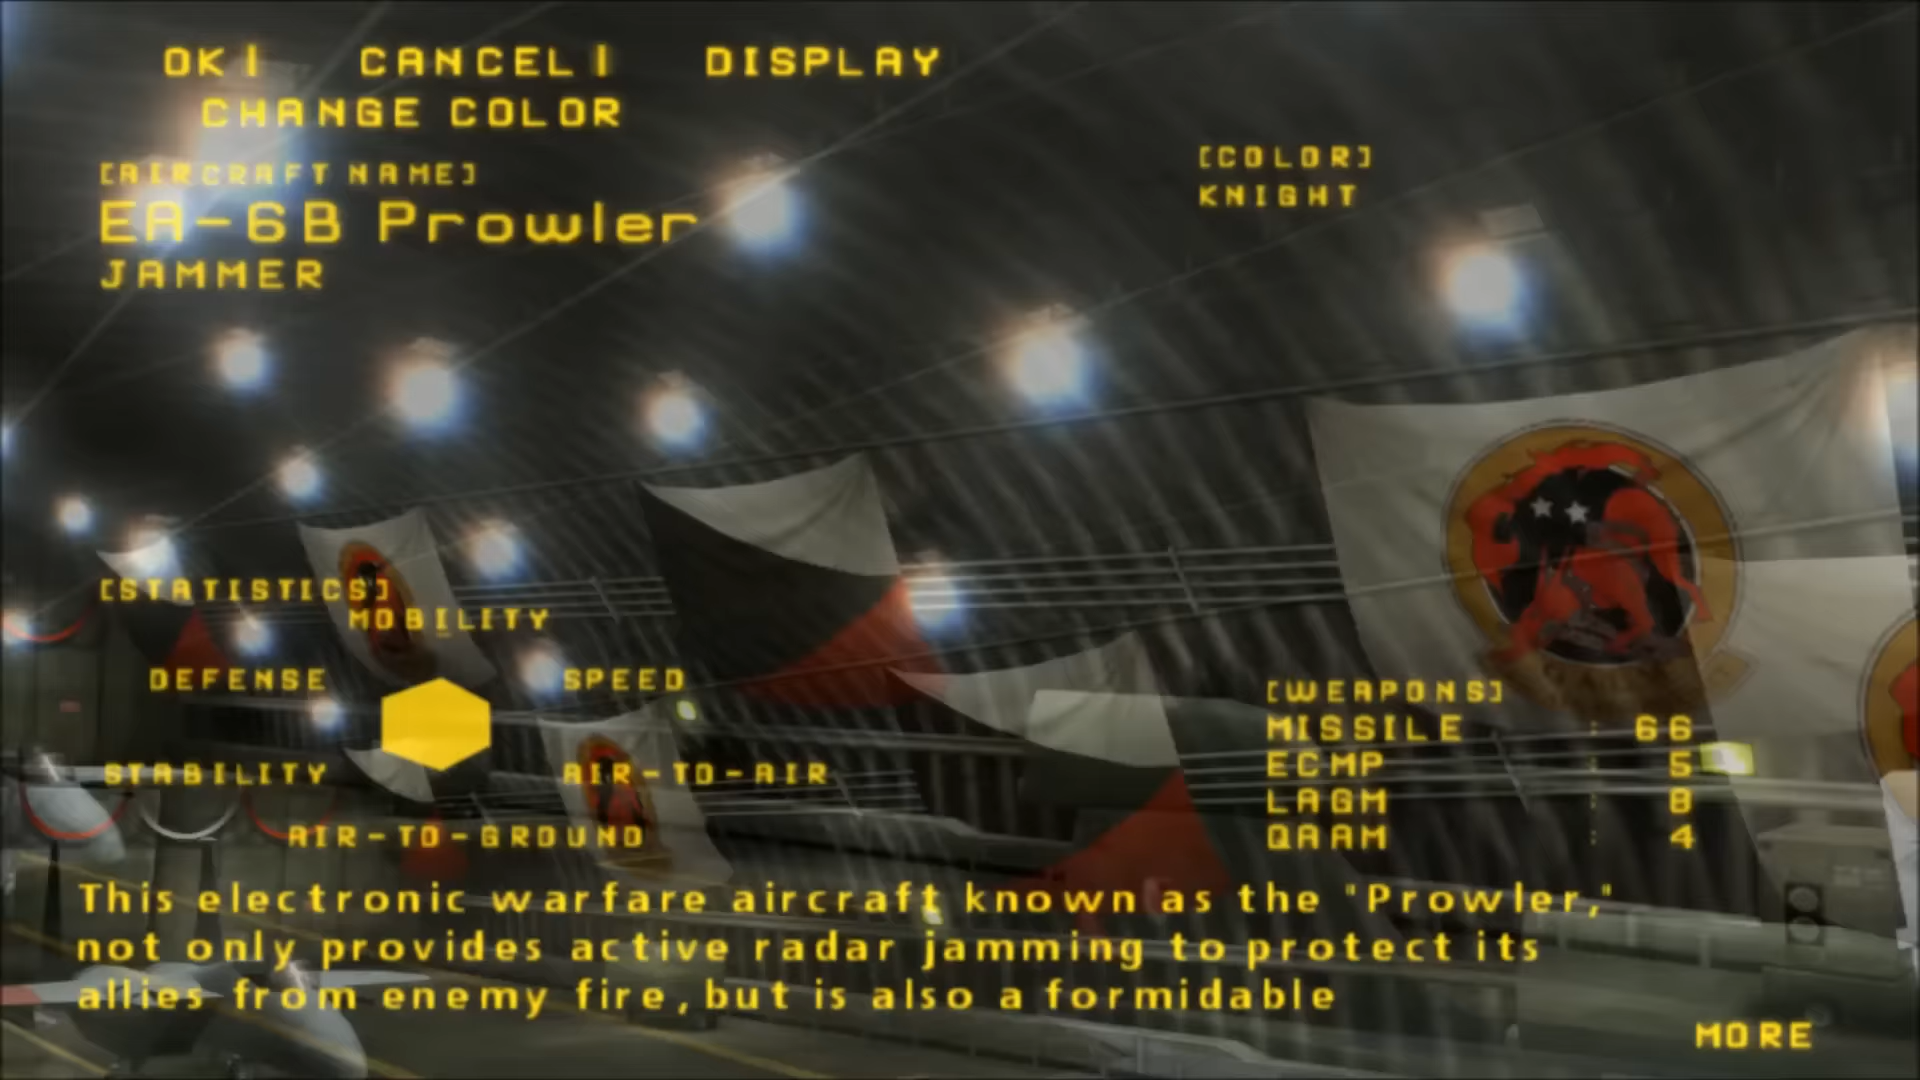 OK | CANCEL | DISPLAY
CHANGE COLOR
[AIRCRAFT NAME]
EA-6B Prowler
JAMMER
[COLOR]
KNIGHT
[STATISTICS]
MOBILITY
DEFENSE
SPEED
STABILITY
AIR-TO-AIR
AIR-TO-GROUND
[WEAPONS]
MISSILE : 66
ECMP : 5
LAGM : 8
QAAM : 4
This electronic warfare aircraft known as the "Prowler,"
not only provides active radar jamming to protect its
allies from enemy fire, but is also a formidable
MORE